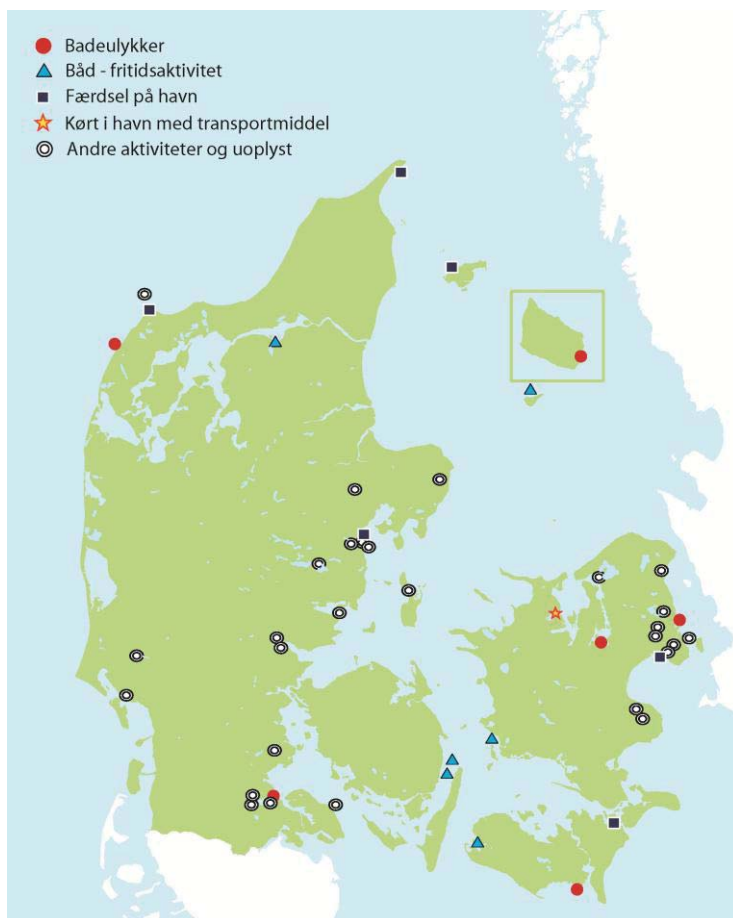 Badeulykker
Båd - fritidsaktivitet
Færdsel på havn
Kørt i havn med transportmiddel
Andre aktiviteter og uoplyst